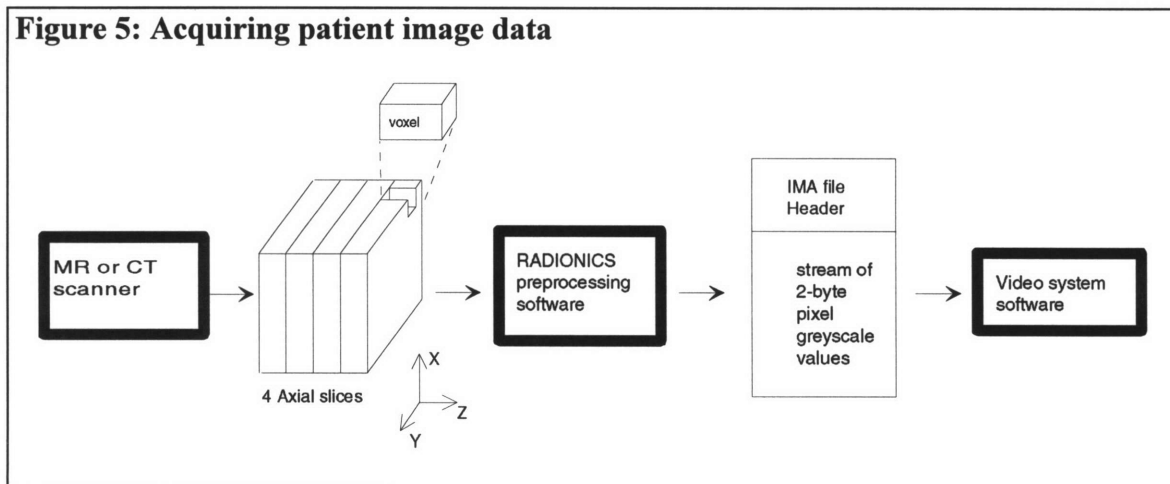 Figure 5: Acquiring patient image data
voxel
MR or CT
scanner
4 Axial slices
X
Z
Y
RADIONICS
preprocessing
software
IMA file
Header
stream of
2-byte
pixel
greyscale
values
Video system
software